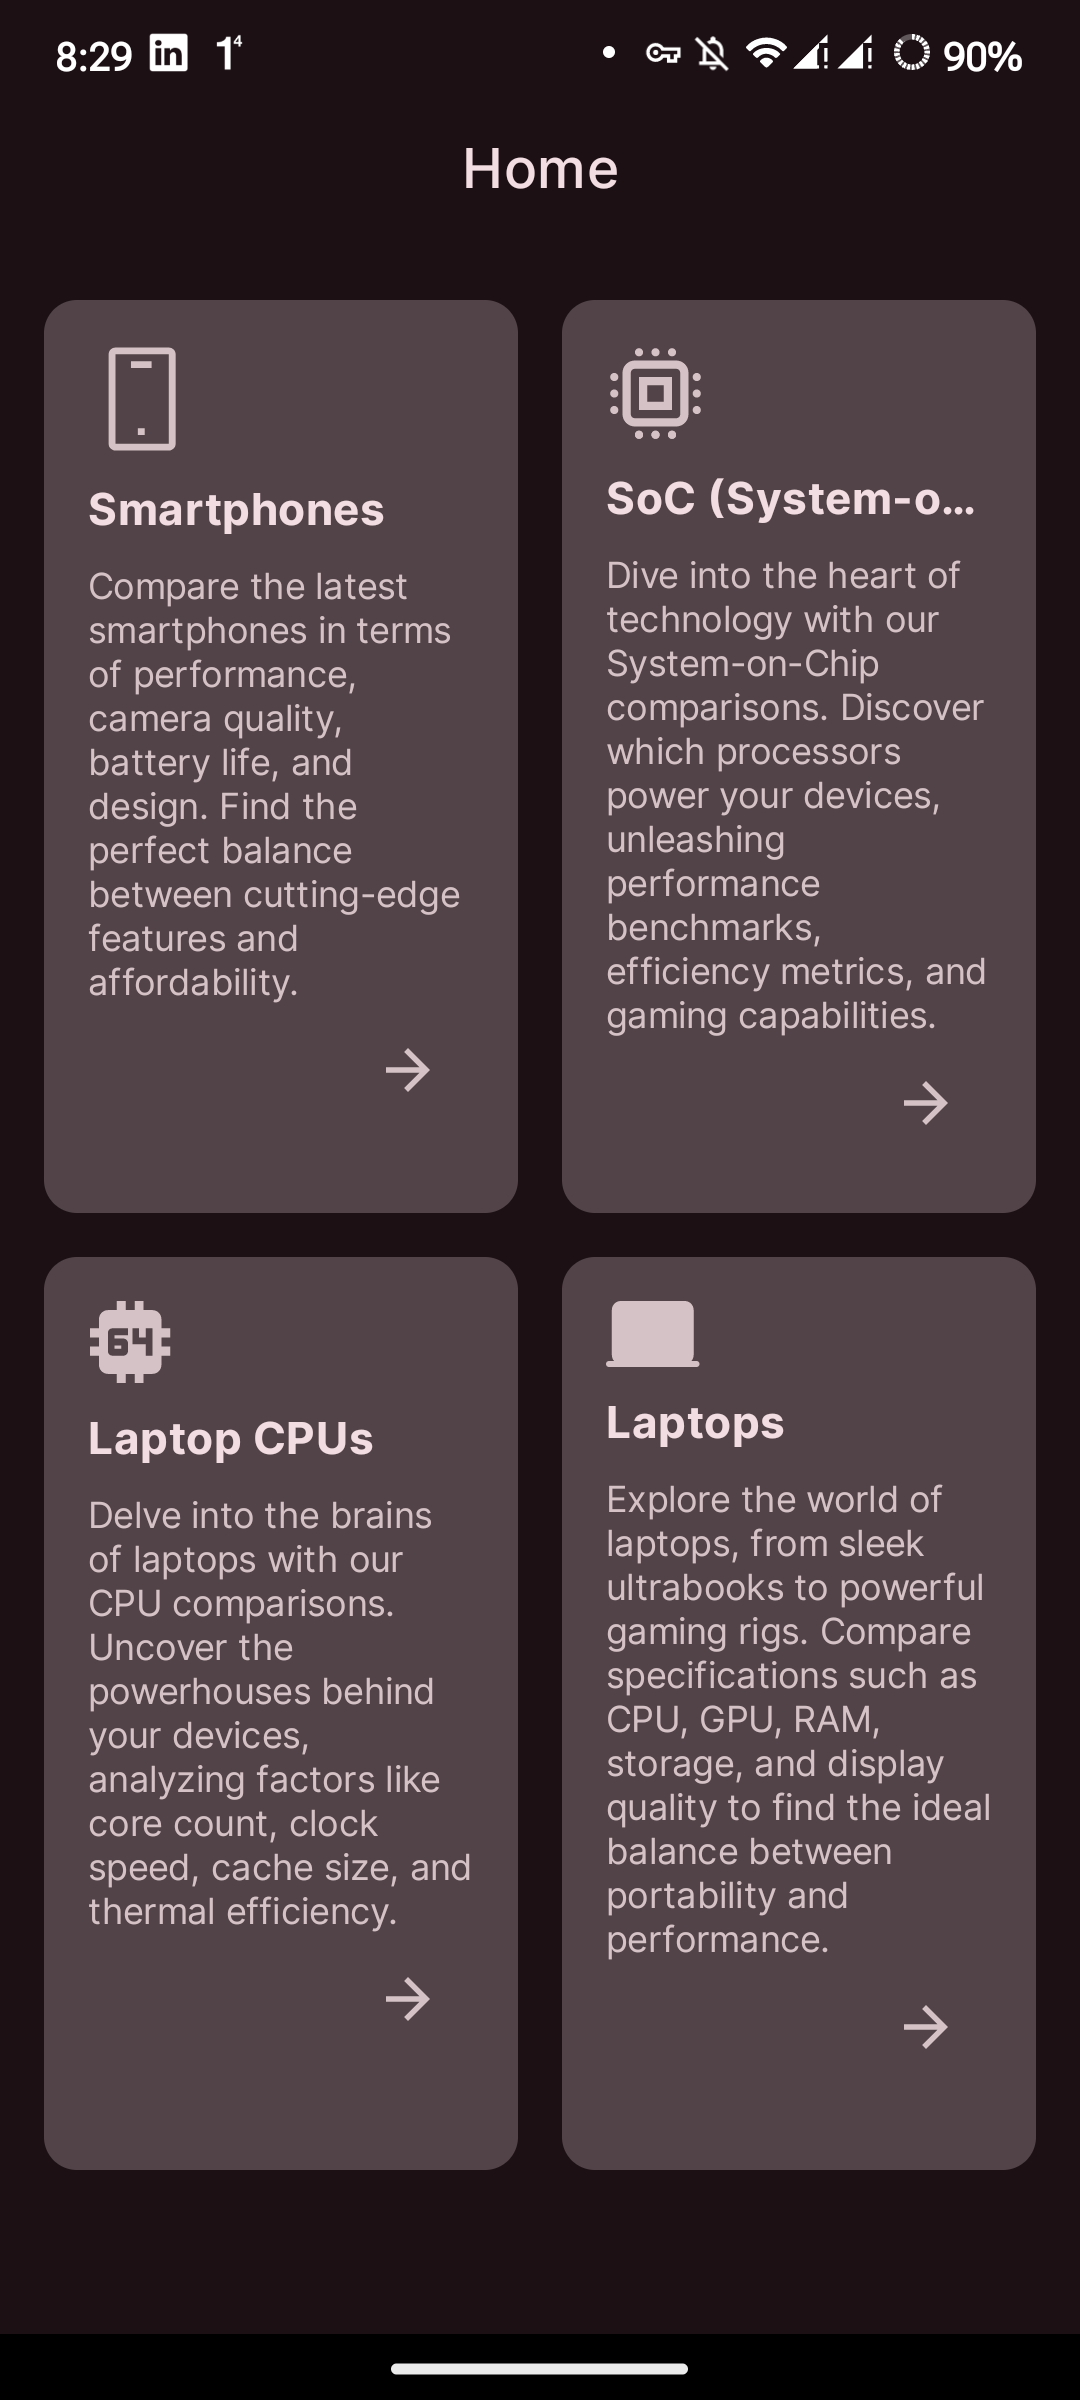 8:29 in 1⁴ 90%
Home
Smartphones
Compare the latest
smartphones in terms
of performance,
camera quality,
battery life, and
design. Find the
perfect balance
between cutting-edge
features and
affordability.
SoC (System-o...
Dive into the heart of
technology with our
System-on-Chip
comparisons. Discover
which processors
power your devices,
unleashing
performance
benchmarks,
efficiency metrics, and
gaming capabilities.
64
Laptop CPUs
Delve into the brains
of laptops with our
CPU comparisons.
Uncover the
powerhouses behind
your devices,
analyzing factors like
core count, clock
speed, cache size, and
thermal efficiency.
Laptops
Explore the world of
laptops, from sleek
ultrabooks to powerful
gaming rigs. Compare
specifications such as
CPU, GPU, RAM,
storage, and display
quality to find the ideal
balance between
portability and
performance.